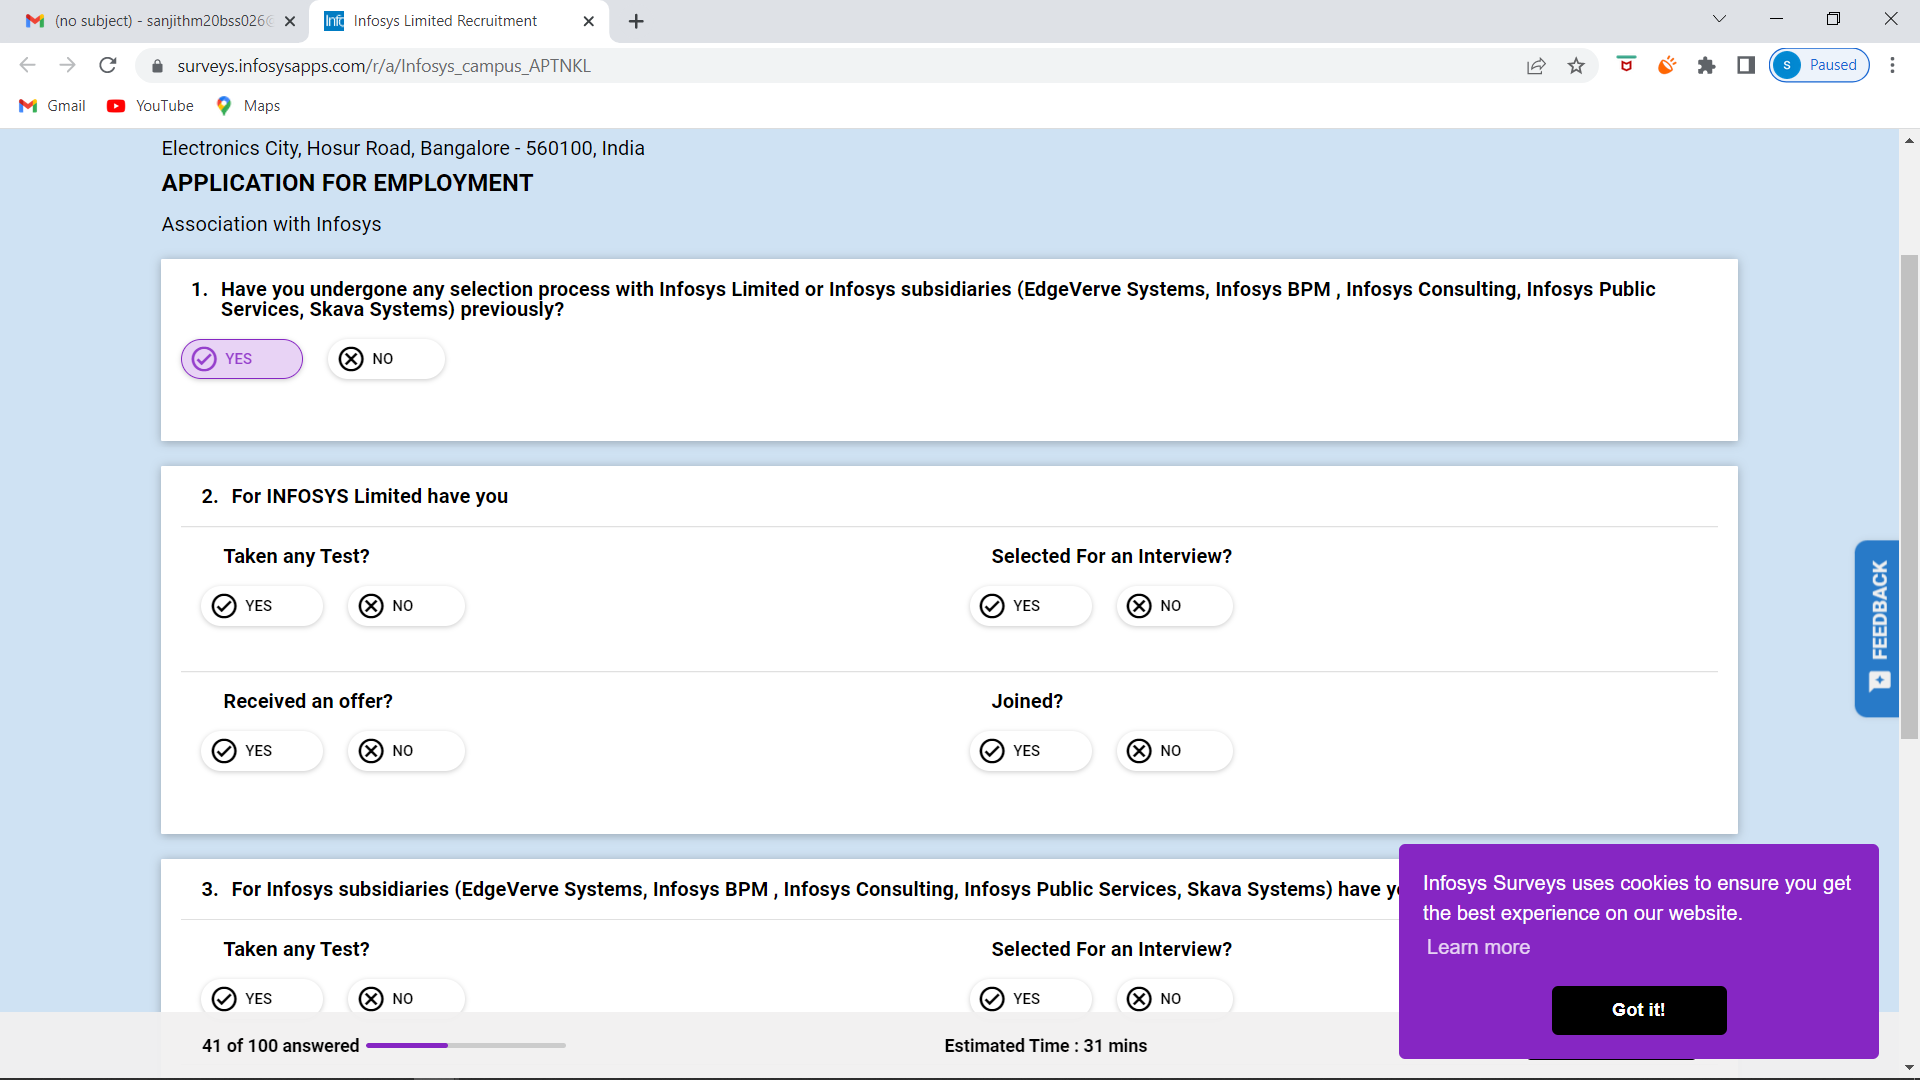 (no subject) - sanjithm20bss026@
Infosys Limited Recruitment
surveys.infosysapps.com/r/a/Infosys_campus_APTNKL
S Paused
Gmail YouTube Maps
Electronics City, Hosur Road, Bangalore - 560100, India
APPLICATION FOR EMPLOYMENT
Association with Infosys
1. Have you undergone any selection process with Infosys Limited or Infosys subsidiaries (EdgeVerve Systems, Infosys BPM , Infosys Consulting, Infosys Public
Services, Skava Systems) previously?
YES NO
2. For INFOSYS Limited have you
Taken any Test? Selected For an Interview?
YES NO YES NO
Received an offer? Joined?
YES NO YES NO
FEEDBACK
3. For Infosys subsidiaries (EdgeVerve Systems, Infosys BPM , Infosys Consulting, Infosys Public Services, Skava Systems) have
Taken any Test? Selected For an Interview?
YES NO YES NO
41 of 100 answered Estimated Time : 31 mins
Infosys Surveys uses cookies to ensure you get
the best experience on our website.
Learn more
Got it!